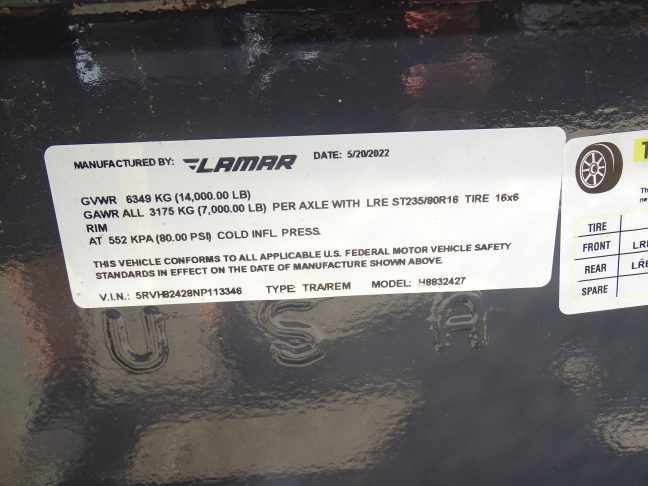 MANUFACTURED BY: LAMAR DATE: 5/20/2022
GVWR 6349 KG (14,000.00 LB)
GAWR ALL 3175 KG (7,000.00 LB) PER AXLE WITH LRE ST235/80R16 TIRE 16x6
RIM
AT 552 KPA (80.00 PSI) COLD INFL PRESS.
THIS VEHICLE CONFORMS TO ALL APPLICABLE U.S. FEDERAL MOTOR VEHICLE SAFETY
STANDARDS IN EFFECT ON THE DATE OF MANUFACTURE SHOWN ABOVE.
V.I.N.: 5RVHB2428NP113346 TYPE: TRA/REM MODEL: H8832427
USA
TIRE
FRONT
REAR
SPARE